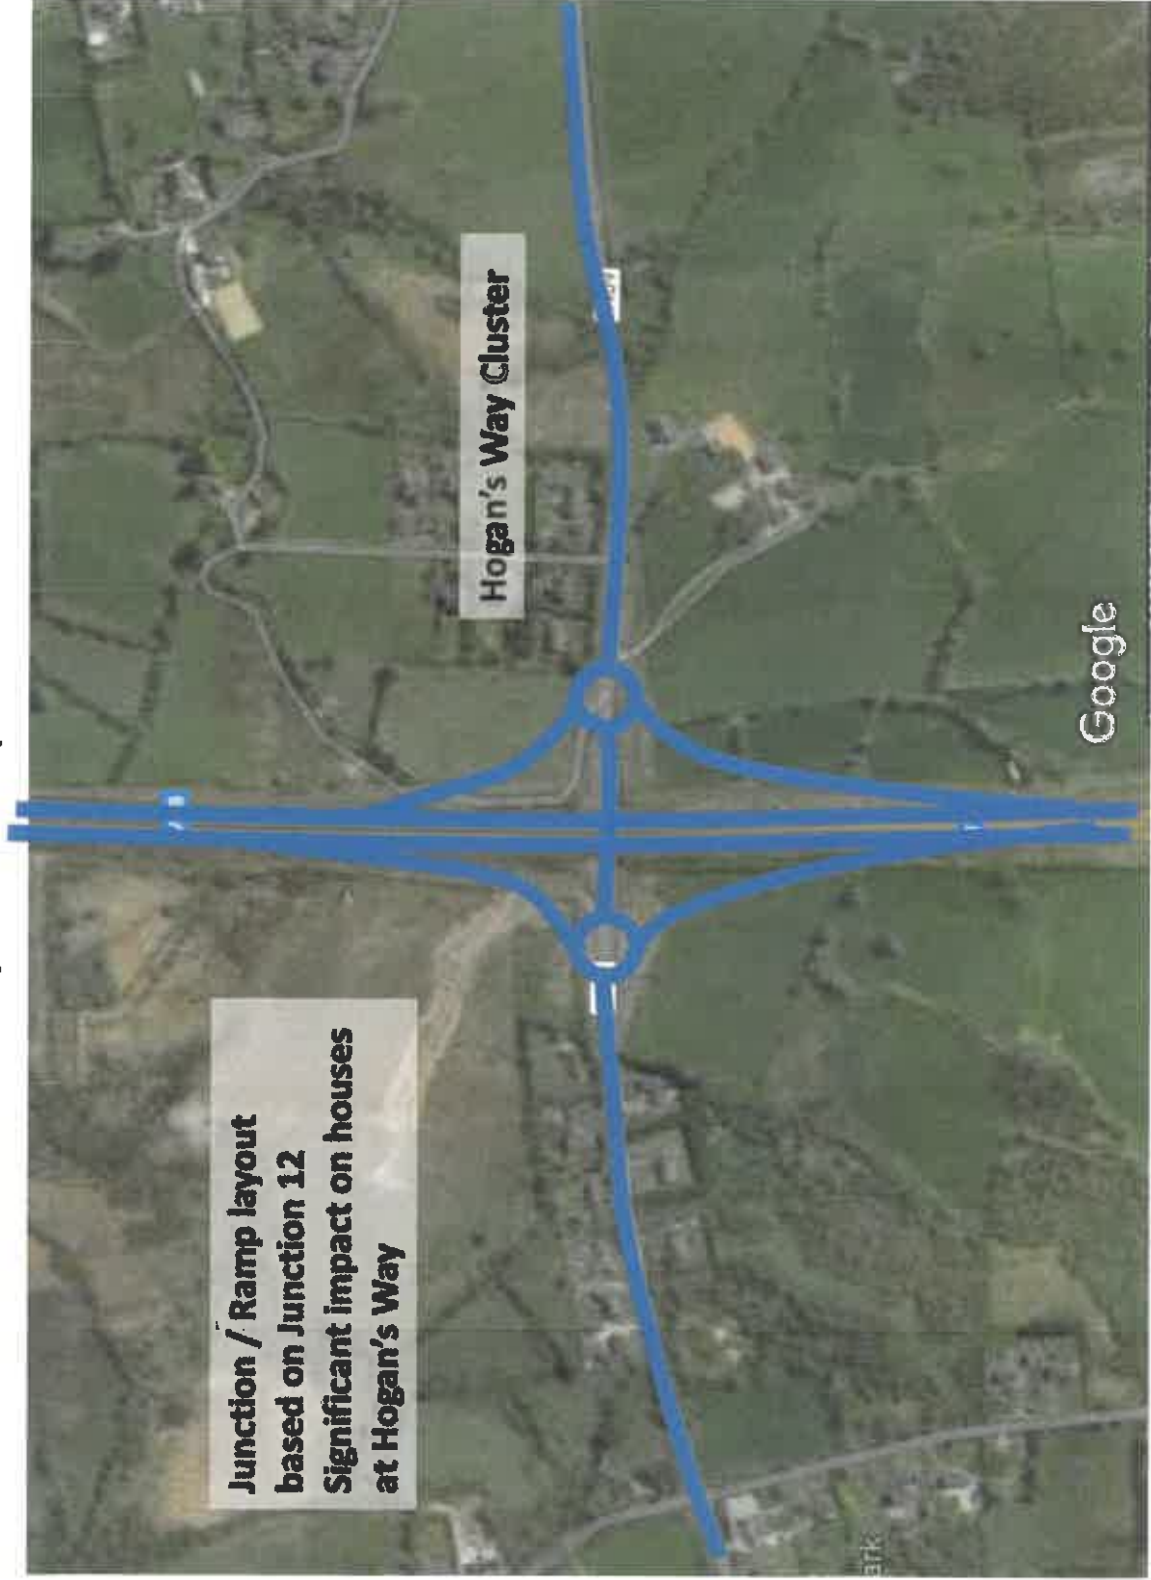 Junction / Ramp layout
based on Junction 12
Significant impact on houses
at Hogan's Way
Hogan's Way Cluster
Google